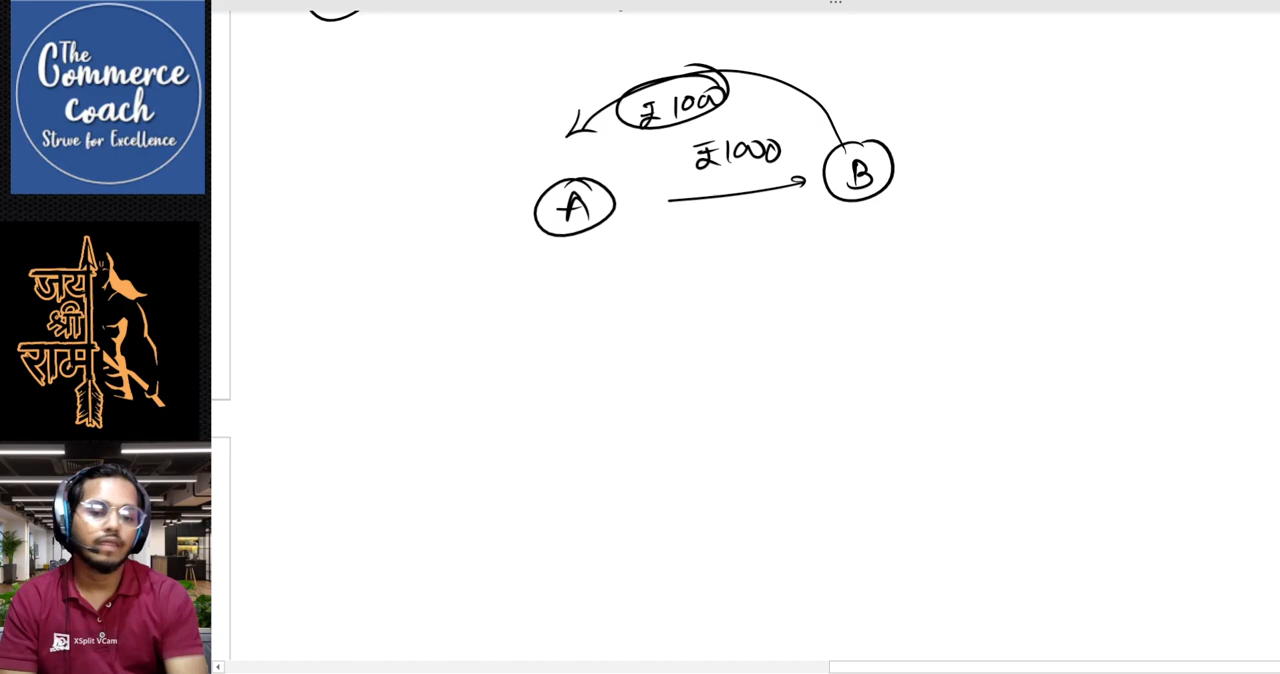 The
Commerce
Coach
Strive for Excellence
जय
श्री
राम
XSplit VCam
₹ 100
₹1000
A
B